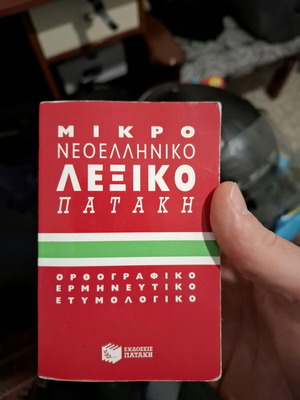 ΜΙΚΡΟ
ΝΕΟΕΛΛΗΝΙΚΟ
ΛΕΞΙΚΟ
ΠΑΤΑΚΗ
ΟΡΘΟΓΡΑΦΙΚΟ
ΕΡΜΗΝΕΥΤΙΚΟ
ΕΤΥΜΟΛΟΓΙΚΟ
ΕΚΔΟΣΕΙΣ
ΠΑΤΑΚΗ